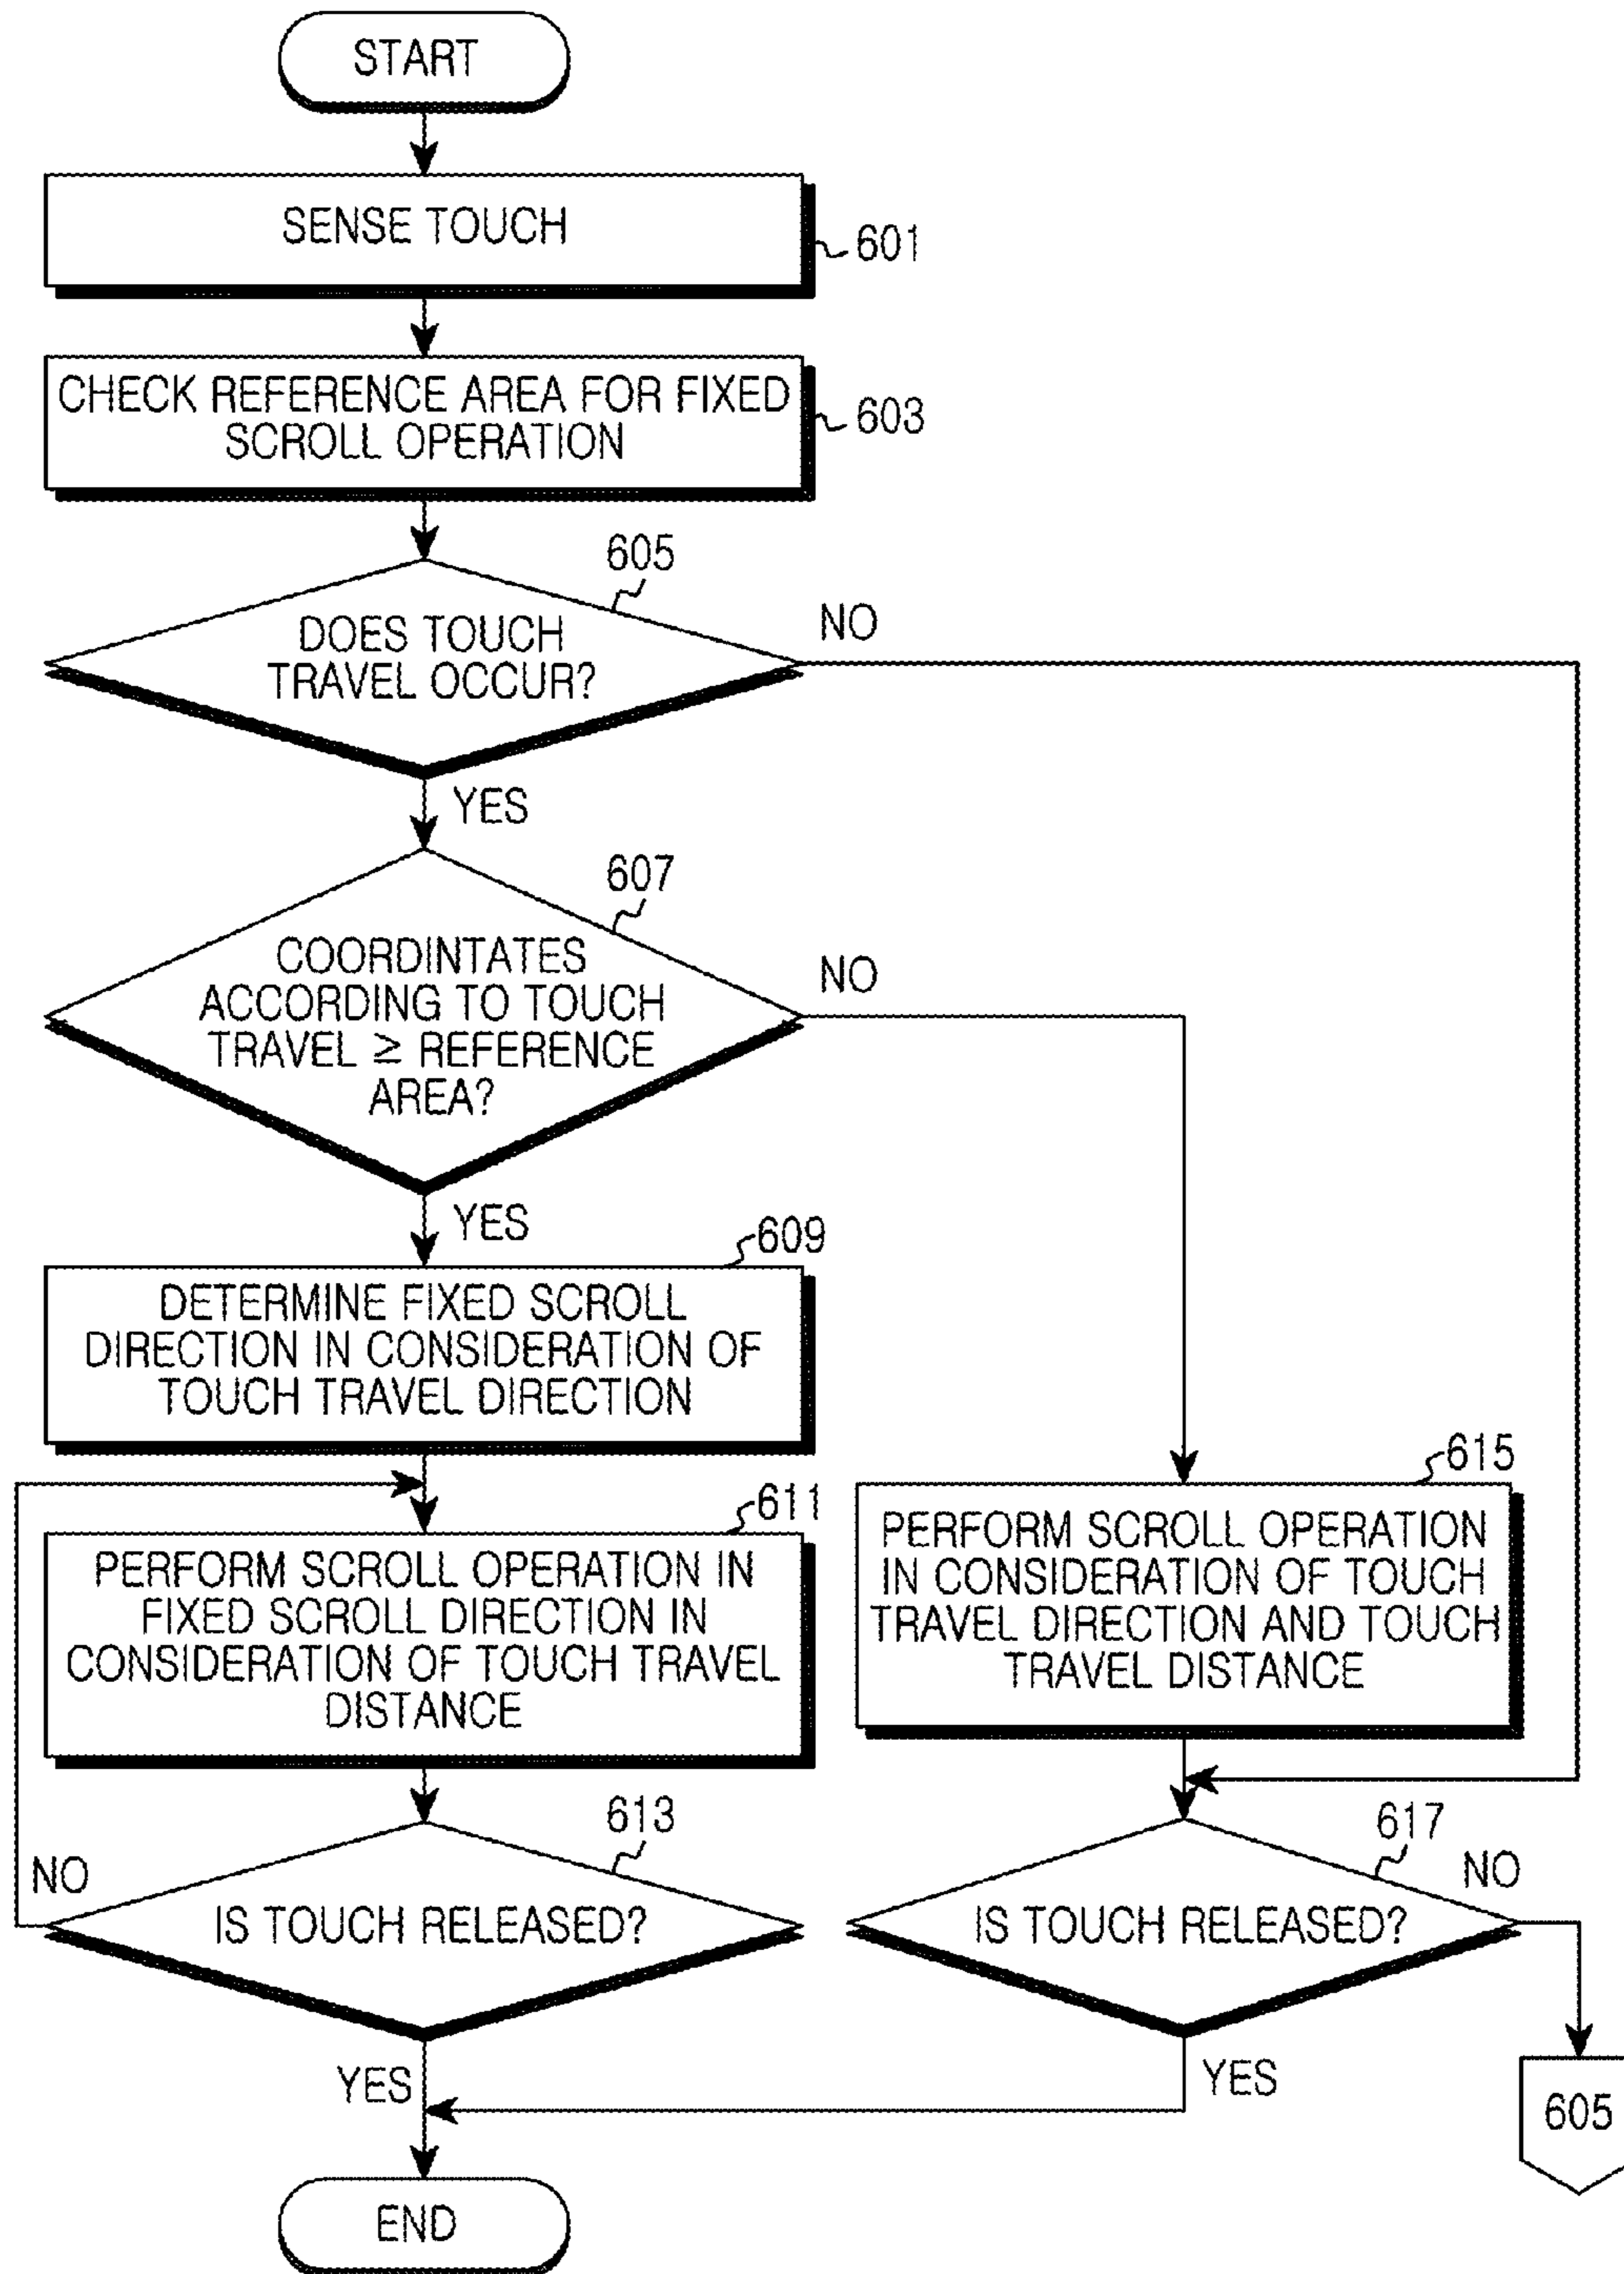 START
SENSE TOUCH
601
CHECK REFERENCE AREA FOR FIXED
SCROLL OPERATION
603
605
DOES TOUCH
TRAVEL OCCUR?
NO
YES
607
COORDINTATES
ACCORDING TO TOUCH
TRAVEL ≥ REFERENCE
AREA?
NO
YES
609
DETERMINE FIXED SCROLL
DIRECTION IN CONSIDERATION OF
TOUCH TRAVEL DIRECTION
611
PERFORM SCROLL OPERATION IN
FIXED SCROLL DIRECTION IN
CONSIDERATION OF TOUCH TRAVEL
DISTANCE
615
PERFORM SCROLL OPERATION
IN CONSIDERATION OF TOUCH
TRAVEL DIRECTION AND TOUCH
TRAVEL DISTANCE
613
NO
IS TOUCH RELEASED?
YES
617
NO
IS TOUCH RELEASED?
YES
605
END